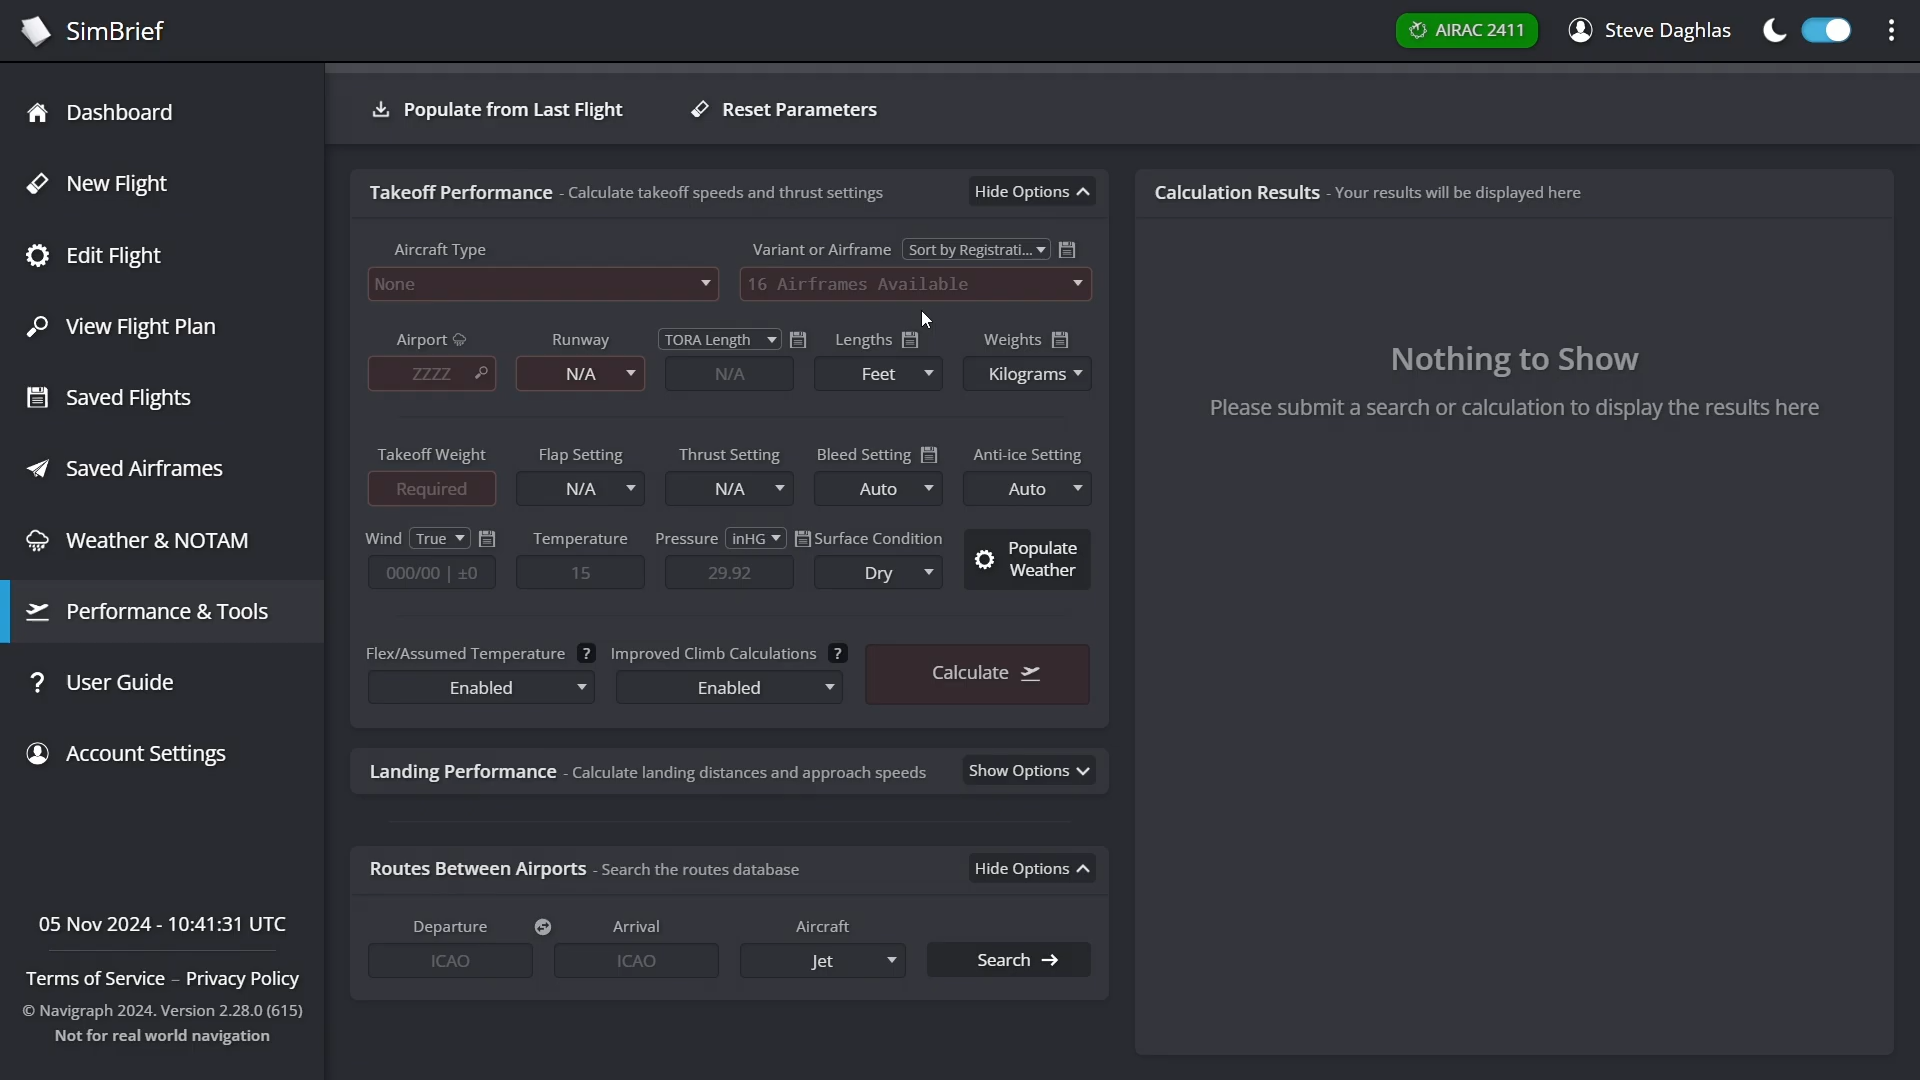 SimBrief
AIRAC 2411
Steve Daghlas
Dashboard
New Flight
Edit Flight
View Flight Plan
Saved Flights
Saved Airframes
Weather & NOTAM
Performance & Tools
User Guide
Account Settings
05 Nov 2024 - 10:41:31 UTC
Terms of Service – Privacy Policy
© Navigraph 2024. Version 2.28.0 (615)
Not for real world navigation
Populate from Last Flight
Reset Parameters
Takeoff Performance - Calculate takeoff speeds and thrust settings
Hide Options
Aircraft Type
Variant or Airframe
Sort by Registrati...
None
16 Airframes Available
Airport
Runway
TORA Length
Lengths
Weights
ZZZZ
N/A
N/A
Feet
Kilograms
Takeoff Weight
Flap Setting
Thrust Setting
Bleed Setting
Anti-ice Setting
Required
N/A
N/A
Auto
Auto
Wind
True
Temperature
Pressure
inHG
Surface Condition
000/00 | ±0
15
29.92
Dry
Populate
Weather
Flex/Assumed Temperature ?
Improved Climb Calculations ?
Enabled
Enabled
Calculate
Landing Performance - Calculate landing distances and approach speeds
Show Options
Routes Between Airports - Search the routes database
Hide Options
Departure
Arrival
Aircraft
ICAO
ICAO
Jet
Search
Calculation Results - Your results will be displayed here
Nothing to Show
Please submit a search or calculation to display the results here